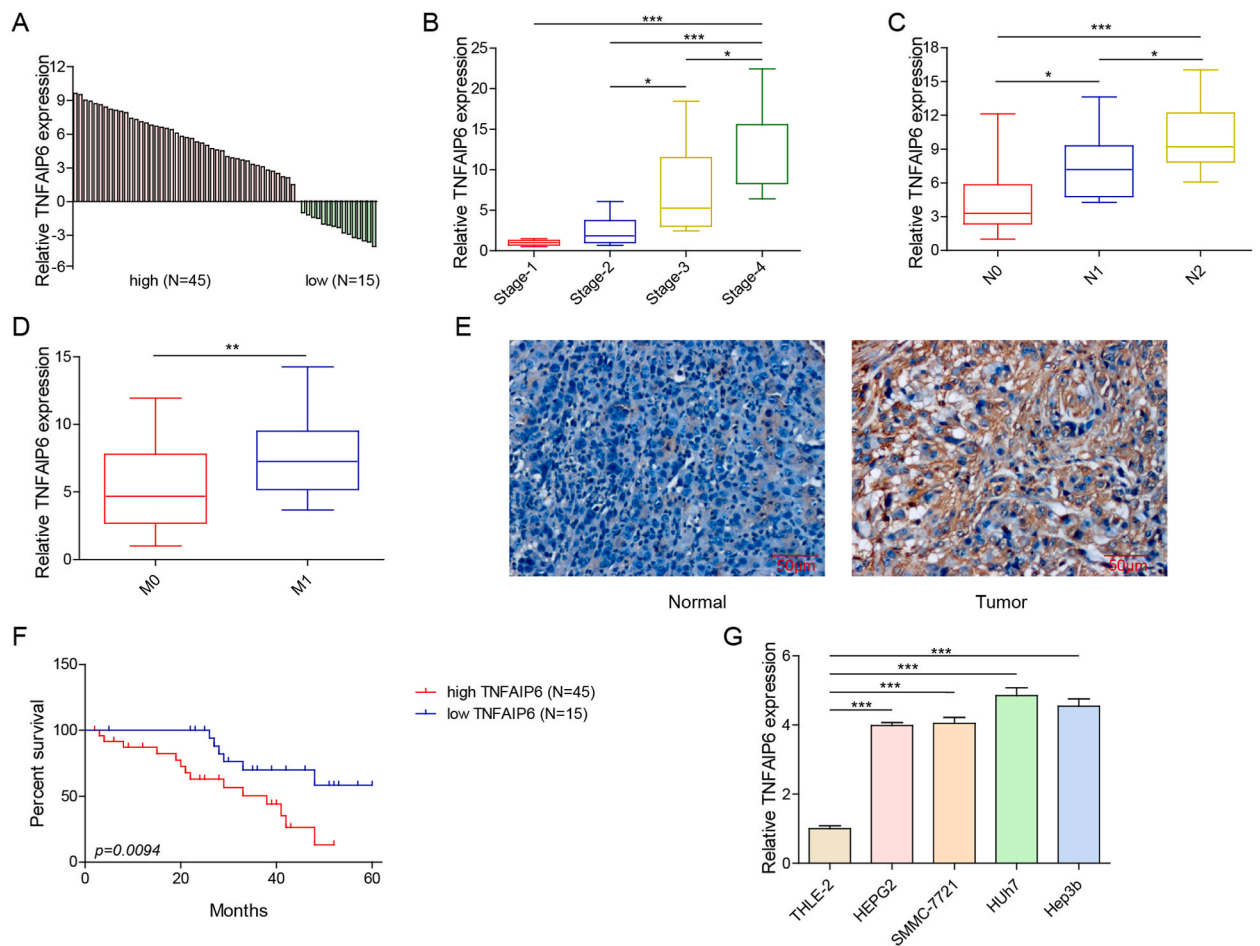 A
Relative TNFAIP6 expression
12
9
6
3
0
-3
-6
high (N=45)
low (N=15)
B
Relative TNFAIP6 expression
25
20
15
10
5
0
***
***
*
*
Stage-1
Stage-2
Stage-3
Stage-4
C
Relative TNFAIP6 expression
18
15
12
9
6
3
0
***
*
*
N0
N1
N2
D
Relative TNFAIP6 expression
15
10
5
0
**
M0
M1
E
50μm
50μm
Normal
Tumor
F
Percent survival
150
100
50
0
p=0.0094
0
20
40
60
Months
high TNFAIP6 (N=45)
low TNFAIP6 (N=15)
G
Relative TNFAIP6 expression
6
4
2
0
***
***
***
***
THLE-2
HEPG2
SMMC-7721
HUh7
Hep3b